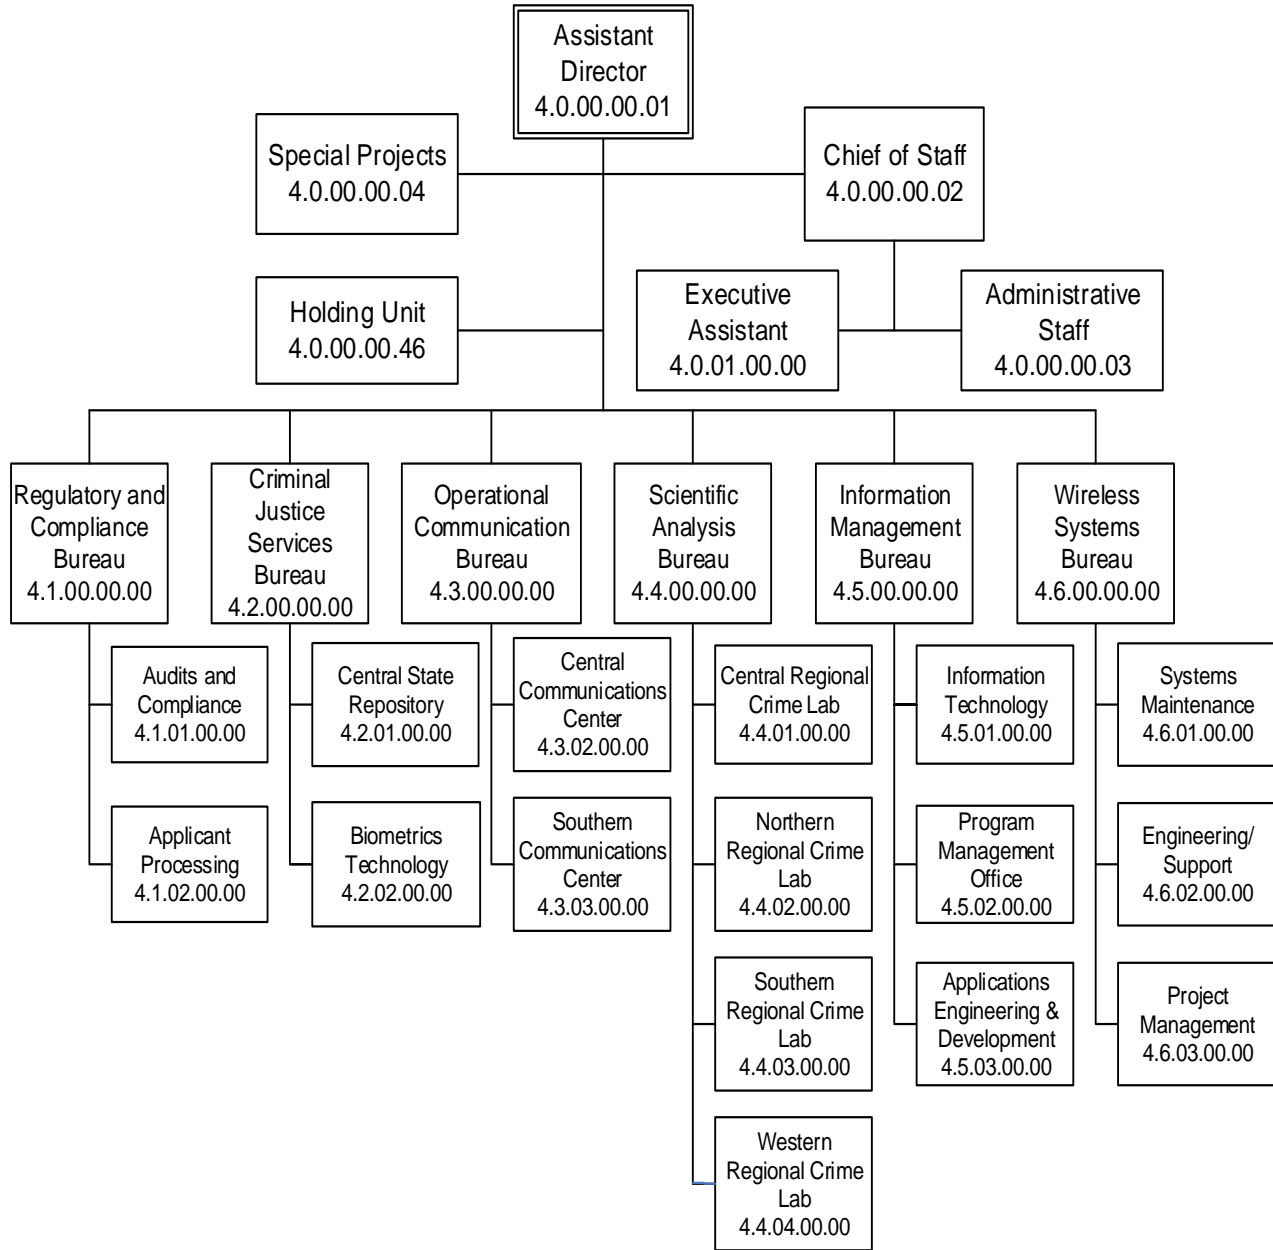 Assistant
Director
4.0.00.00.01
Special Projects
4.0.00.00.04
Chief of Staff
4.0.00.00.02
Holding Unit
4.0.00.00.46
Executive
Assistant
4.0.01.00.00
Administrative
Staff
4.0.00.00.03
Regulatory and
Compliance
Bureau
4.1.00.00.00
Criminal
Justice
Services
Bureau
4.2.00.00.00
Operational
Communication
Bureau
4.3.00.00.00
Scientific
Analysis
Bureau
4.4.00.00.00
Information
Management
Bureau
4.5.00.00.00
Wireless
Systems
Bureau
4.6.00.00.00
Audits and
Compliance
4.1.01.00.00
Central State
Repository
4.2.01.00.00
Central
Communications
Center
4.3.02.00.00
Central Regional
Crime Lab
4.4.01.00.00
Information
Technology
4.5.01.00.00
Systems
Maintenance
4.6.01.00.00
Applicant
Processing
4.1.02.00.00
Biometrics
Technology
4.2.02.00.00
Southern
Communications
Center
4.3.03.00.00
Northern
Regional Crime
Lab
4.4.02.00.00
Program
Management
Office
4.5.02.00.00
Engineering/
Support
4.6.02.00.00
Southern
Regional Crime
Lab
4.4.03.00.00
Applications
Engineering &
Development
4.5.03.00.00
Project
Management
4.6.03.00.00
Western
Regional Crime
Lab
4.4.04.00.00